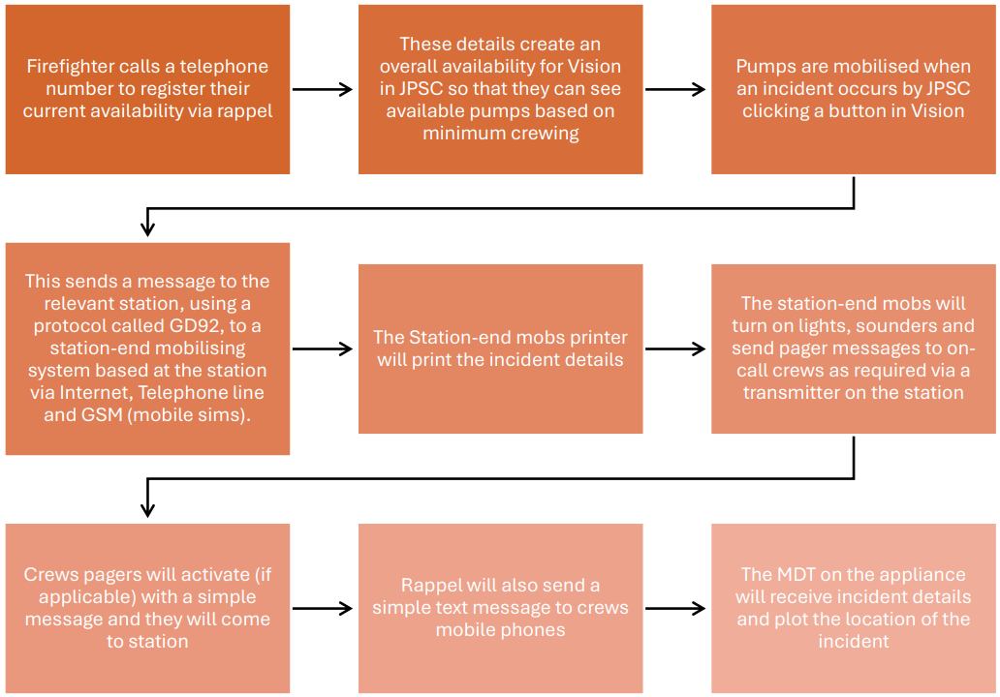 Firefighter calls a telephone
number to register their
current availability via rappel
These details create an
overall availability for Vision
in JPSC so that they can see
available pumps based on
minimum crewing
Pumps are mobilised when
an incident occurs by JPSC
clicking a button in Vision
This sends a message to the
relevant station, using a
protocol called GD92, to a
station-end mobilising
system based at the station
via Internet, Telephone line
and GSM (mobile sims).
The Station-end mobs printer
will print the incident details
The station-end mobs will
turn on lights, sounders and
send pager messages to on-
call crews as required via a
transmitter on the station
Crews pagers will activate (if
applicable) with a simple
message and they will come
to station
Rappel will also send a
simple text message to crews
mobile phones
The MDT on the appliance
will receive incident details
and plot the location of the
incident